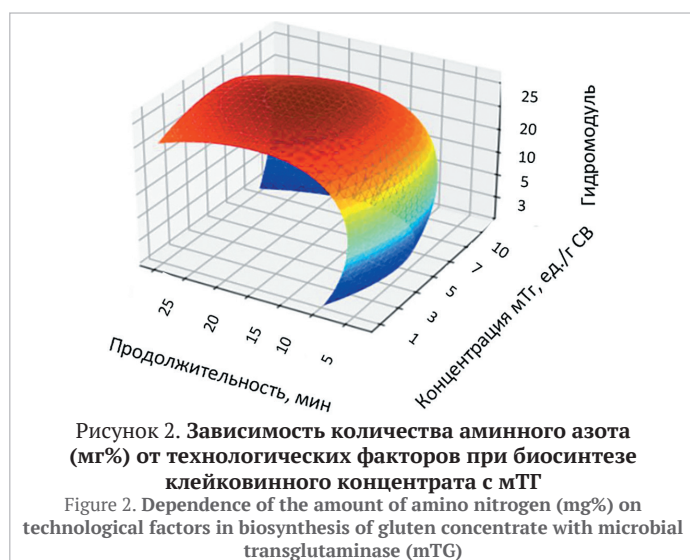 25
20
10
5
3
Гидромодуль
10
7
5
3
1
Концентрация мТг, ед./г СВ
25
20
15
10
5
Продолжительность, мин
Рисунок 2. Зависимость количества аминного азота
(мг%) от технологических факторов при биосинтезе
клейковинного концентрата с мТГ
Figure 2. Dependence of the amount of amino nitrogen (mg%) on
technological factors in biosynthesis of gluten concentrate with microbial
transglutaminase (mTG)